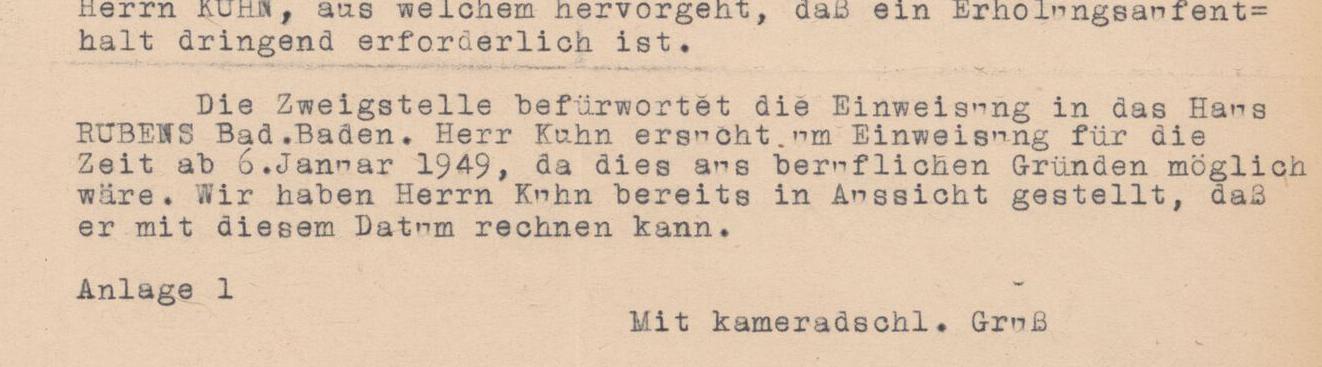 Herrn KUHN, aus welchem hervorgeht, daß ein Erholungsaufent=
halt dringend erforderlich ist.
Die Zweigstelle befürwortet die Einweisung in das Haus
RUBENS Bad.Baden. Herr Kuhn ersucht um Einweisung für die
Zeit ab 6.Januar 1949, da dies aus beruflichen Gründen möglich
wäre. Wir haben Herrn Kuhn bereits in Aussicht gestellt, daß
er mit diesem Datum rechnen kann.
Anlage 1
Mit kameradschl. Gruß